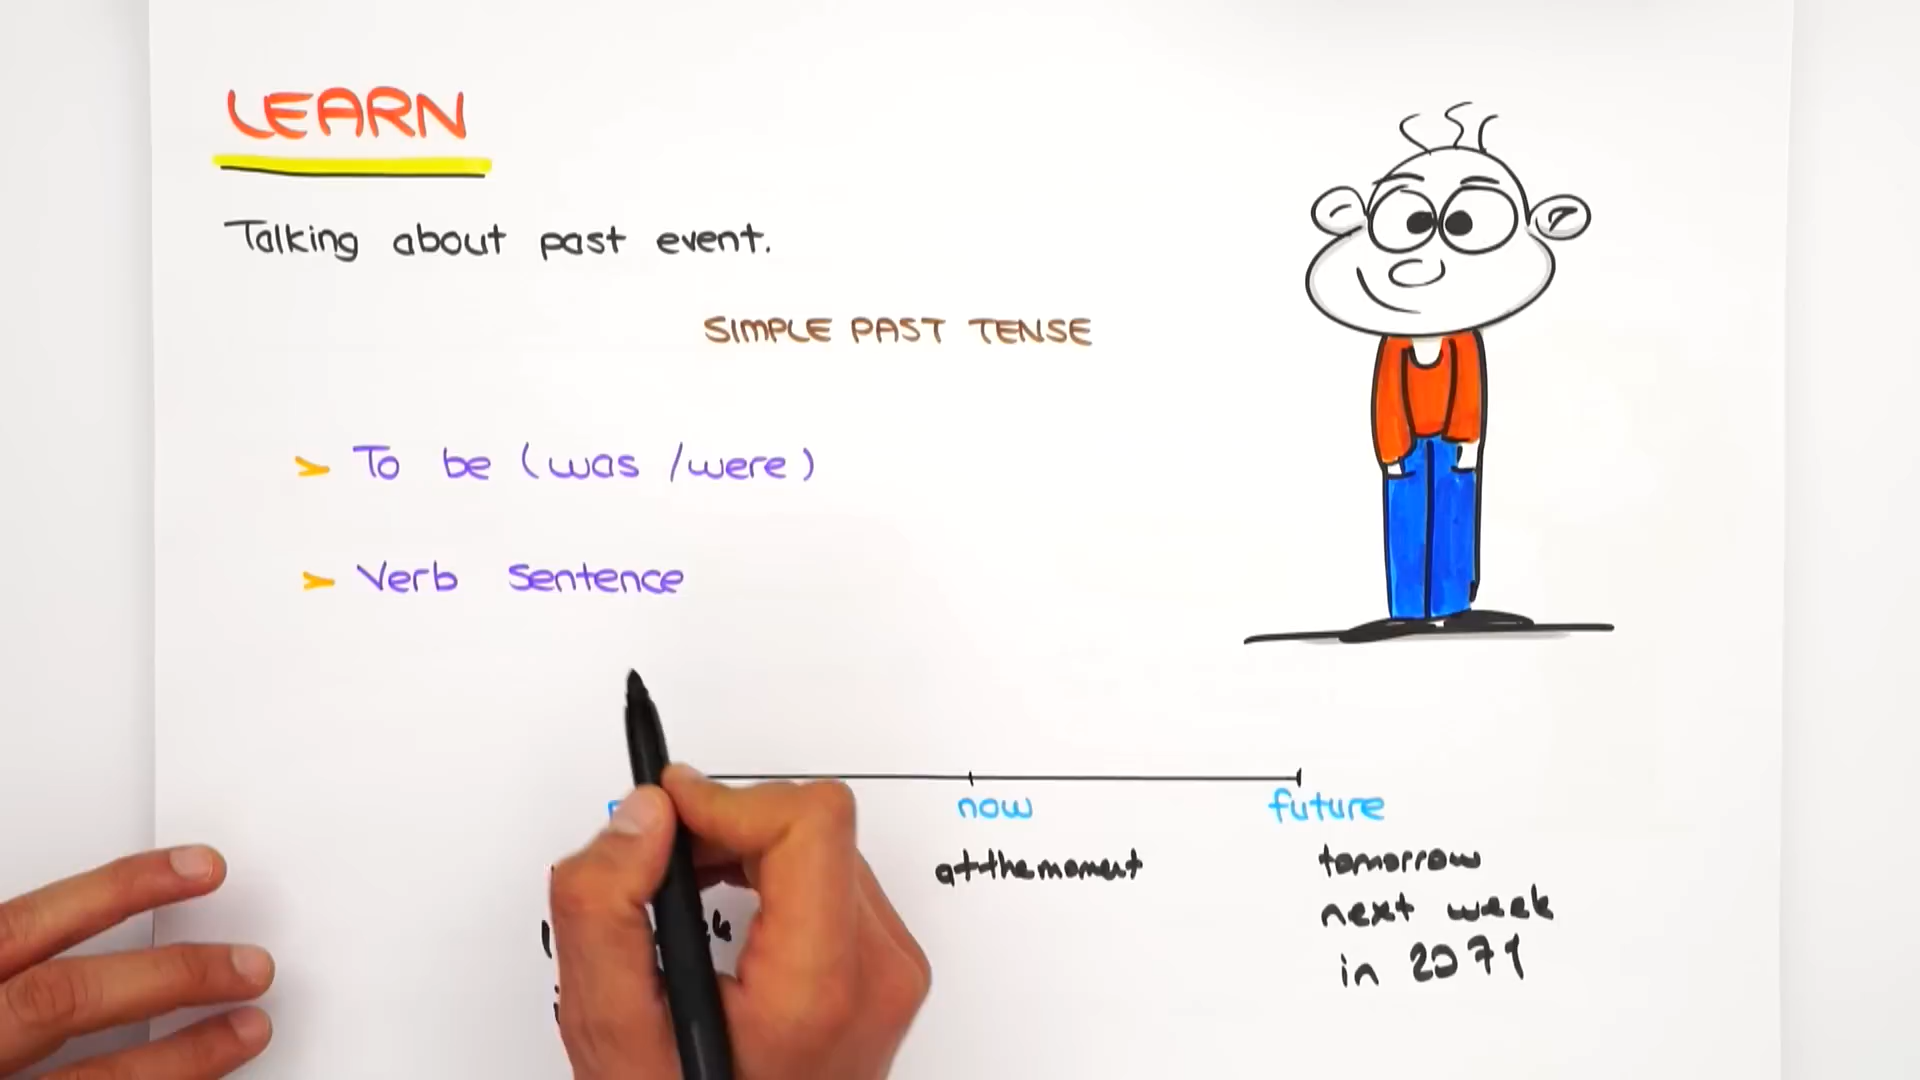 LEARN
Talking about past event.
SIMPLE PAST TENSE
➢ To be (was /were)
➢ Verb sentence
now
future
at the moment
tomorrow
next week
in 2071